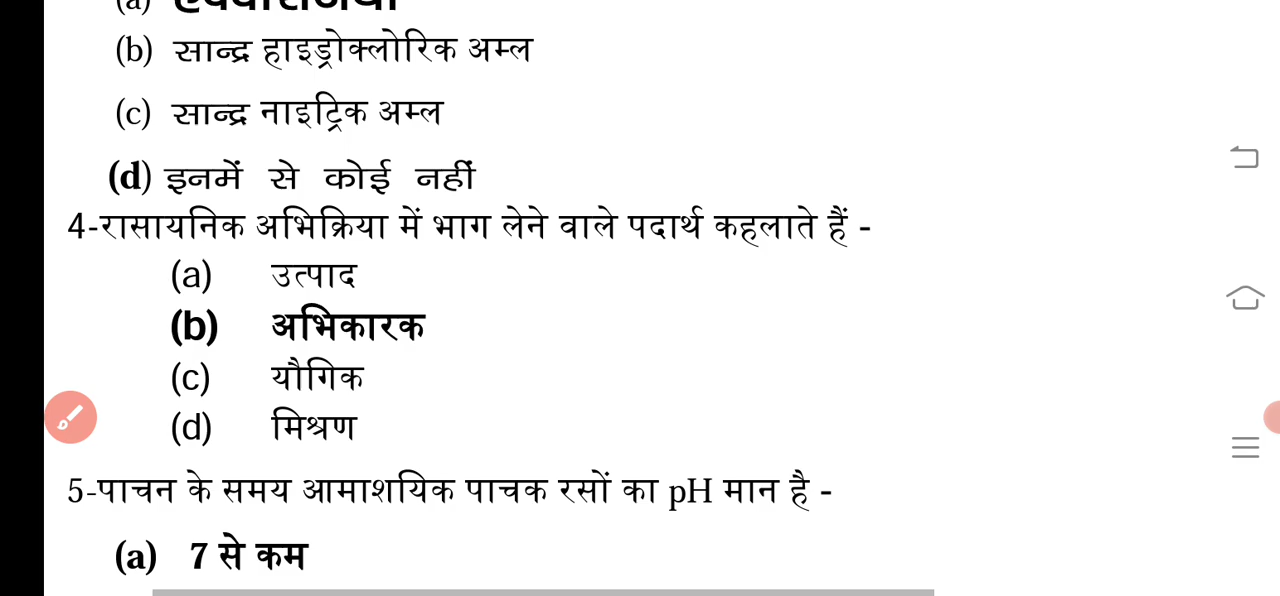 (b) सान्द्र हाइड्रोक्लोरिक अम्ल
(c) सान्द्र नाइट्रिक अम्ल
(d) इनमें से कोई नहीं
4-रासायनिक अभिक्रिया में भाग लेने वाले पदार्थ कहलाते हैं -
(a) उत्पाद
(b) अभिकारक
(c) यौगिक
(d) मिश्रण
5-पाचन के समय आमाशयिक पाचक रसों का pH मान है -
(a) 7 से कम